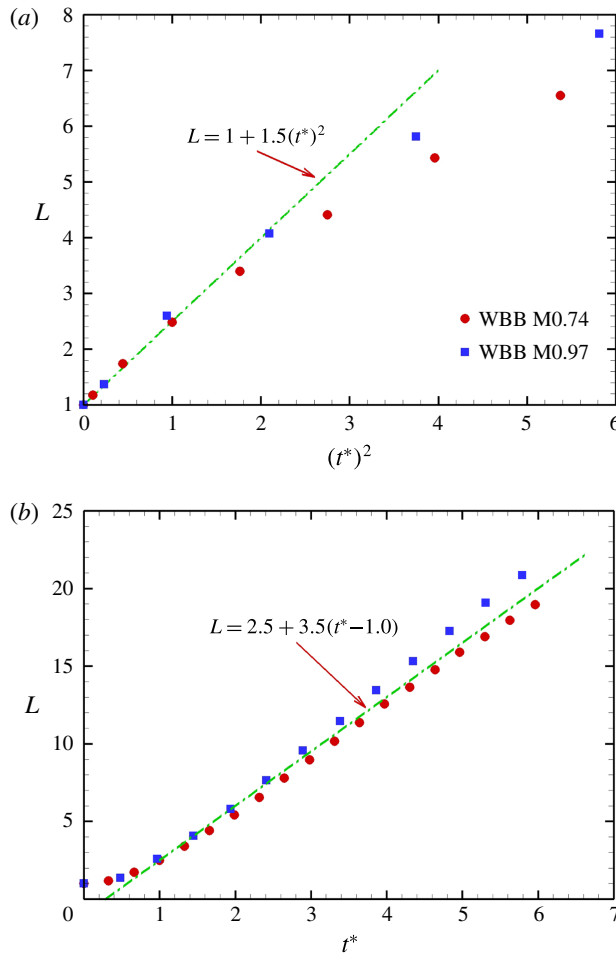 (a)
8
7
6
5
4
3
2
1
L
L = 1 + 1.5(t*)²
WBB M0.74
WBB M0.97
0 1 2 3 4 5 6
(t*)²
(b)
25
20
15
10
5
0
L
L = 2.5 + 3.5(t* − 1.0)
1 2 3 4 5 6 7
t*